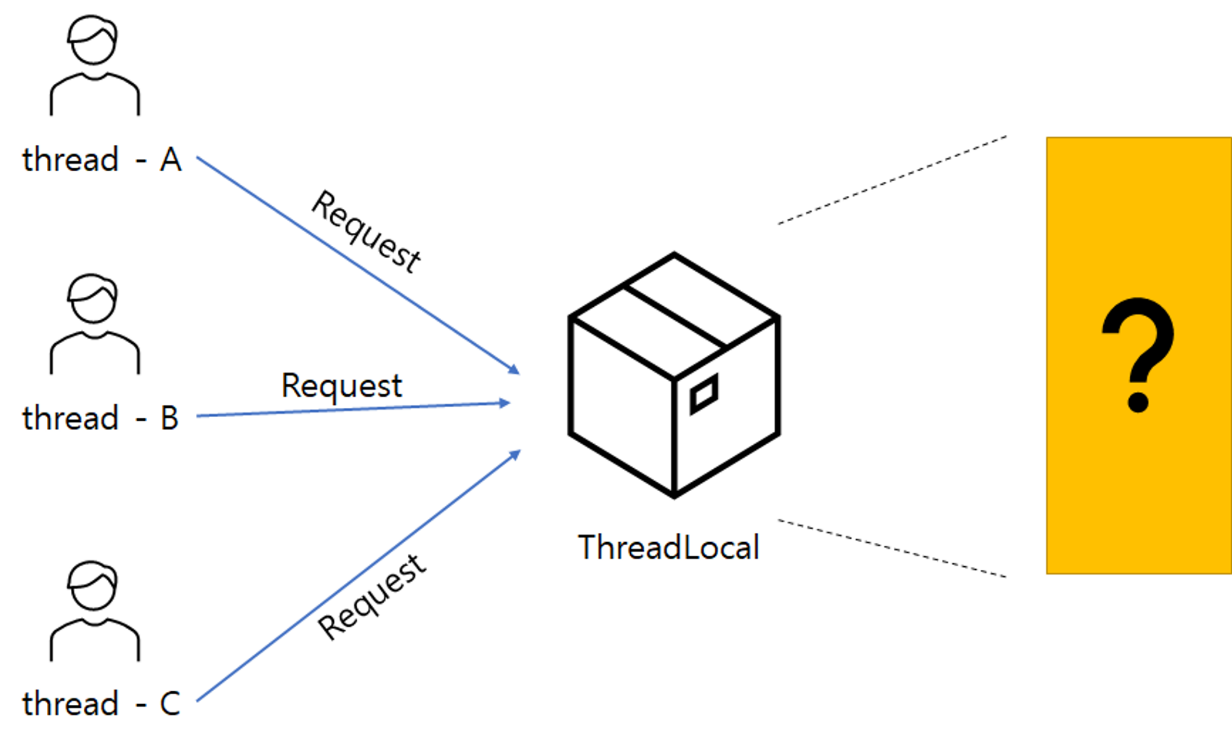 thread - A
Request
thread - B
Request
thread - C
Request
ThreadLocal
?